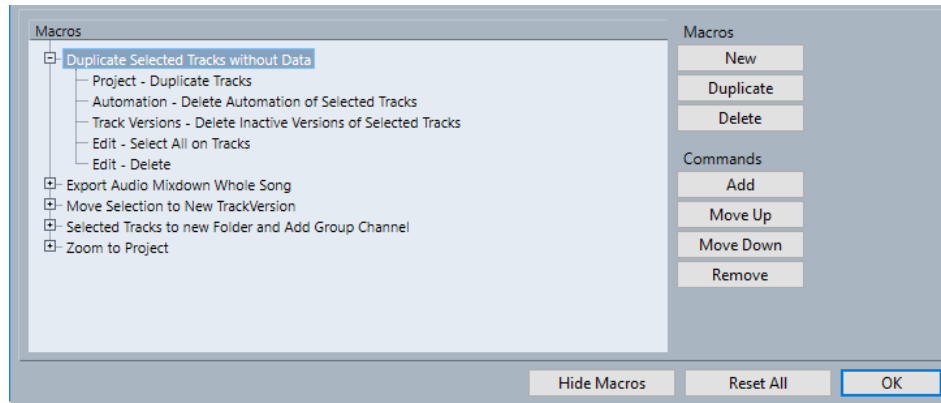 Macros
Duplicate Selected Tracks without Data
Project - Duplicate Tracks
Automation - Delete Automation of Selected Tracks
Track Versions - Delete Inactive Versions of Selected Tracks
Edit - Select All on Tracks
Edit - Delete
Export Audio Mixdown Whole Song
Move Selection to New TrackVersion
Selected Tracks to new Folder and Add Group Channel
Zoom to Project
Macros
New
Duplicate
Delete
Commands
Add
Move Up
Move Down
Remove
Hide Macros
Reset All
OK